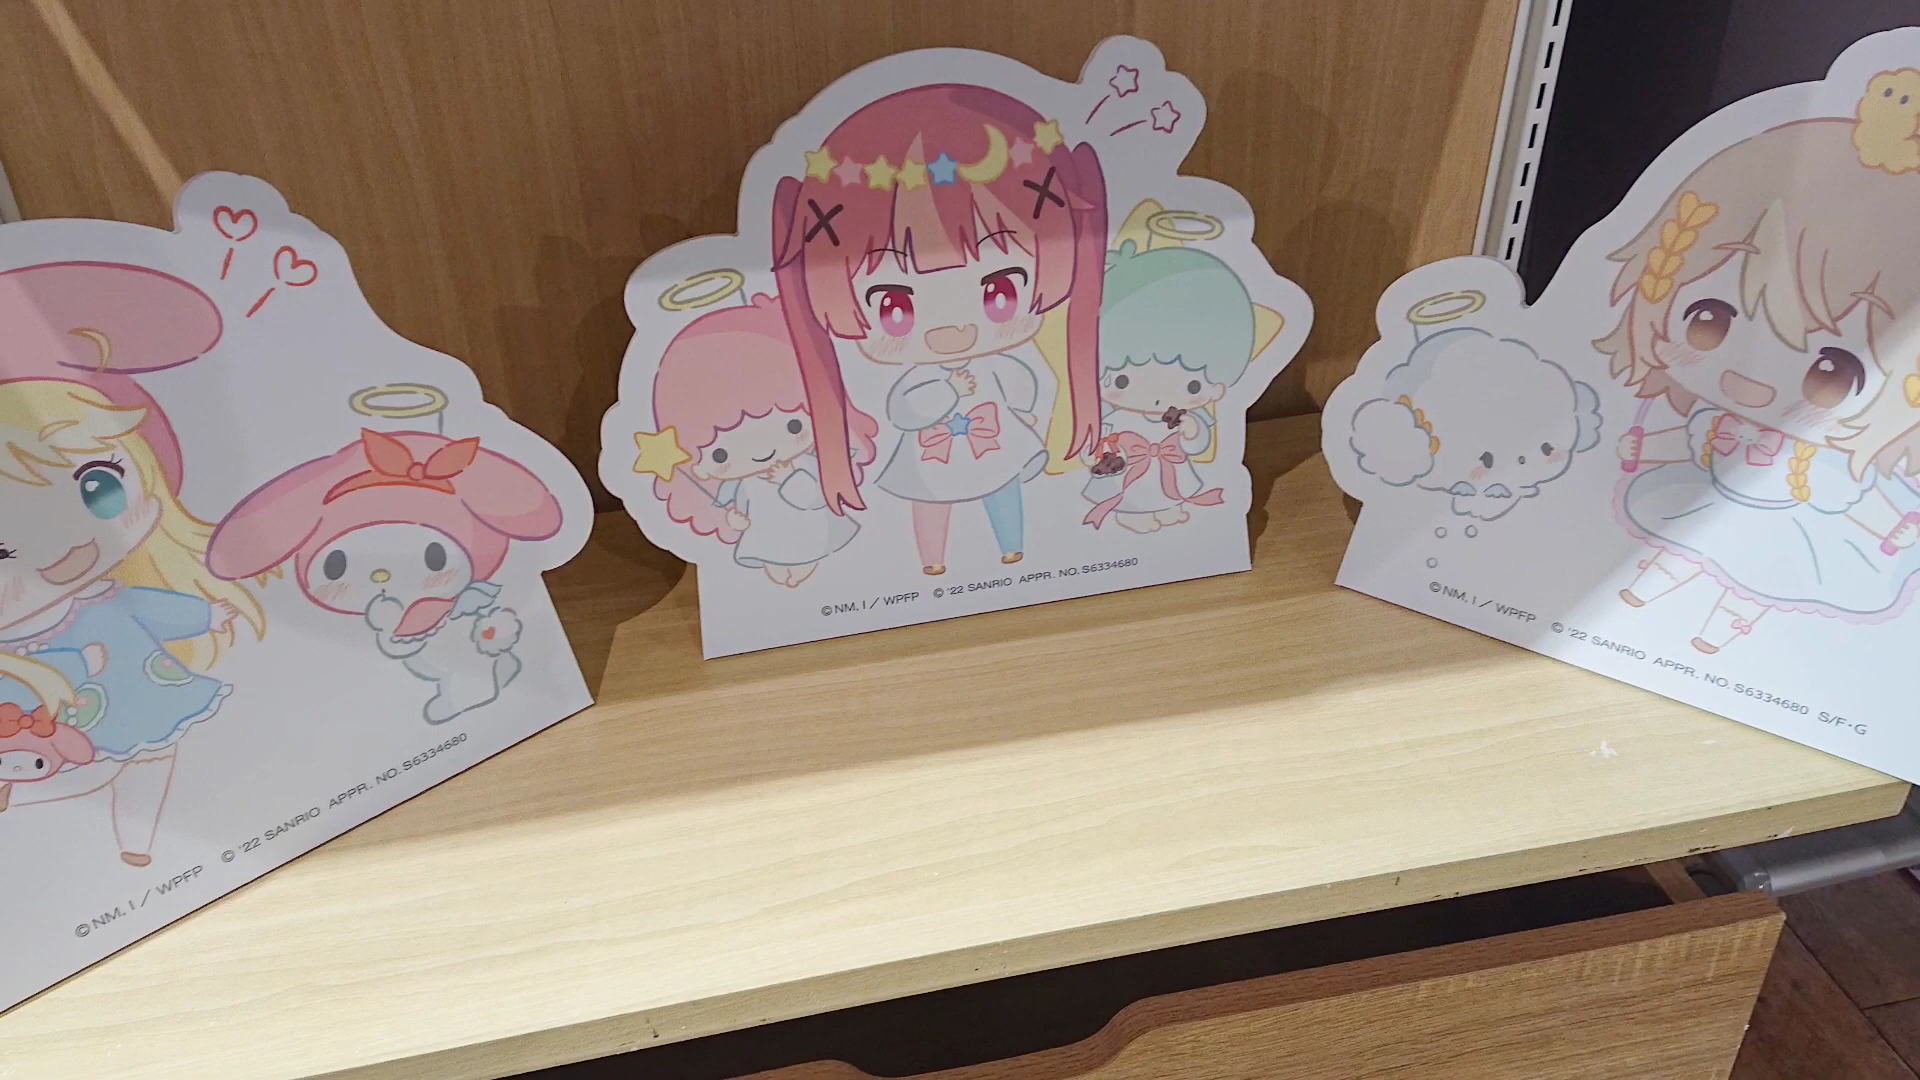 ©NM, I / WPFP © '22 SANRIO APPR. NO. S6334680
©NM, I / WPFP © '22 SANRIO APPR. NO. S6334680
©NM, I / WPFP © '22 SANRIO APPR. NO. S6334680 S/F・G